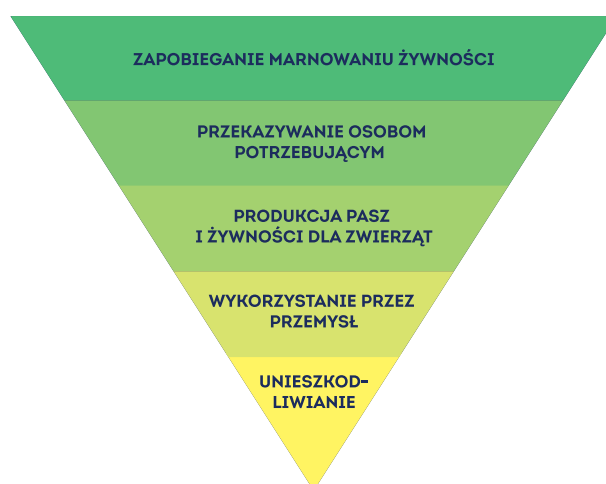 ZAPOBIEGANIE MARNOWANIU ŻYWNOŚCI
PRZEKAZYWANIE OSOBOM
POTRZEBUJĄCYM
PRODUKCJA PASZ
I ŻYWNOŚCI DLA ZWIERZĄT
WYKORZYSTANIE PRZEZ
PRZEMYSŁ
UNIESZKOD-
LIWIANIE